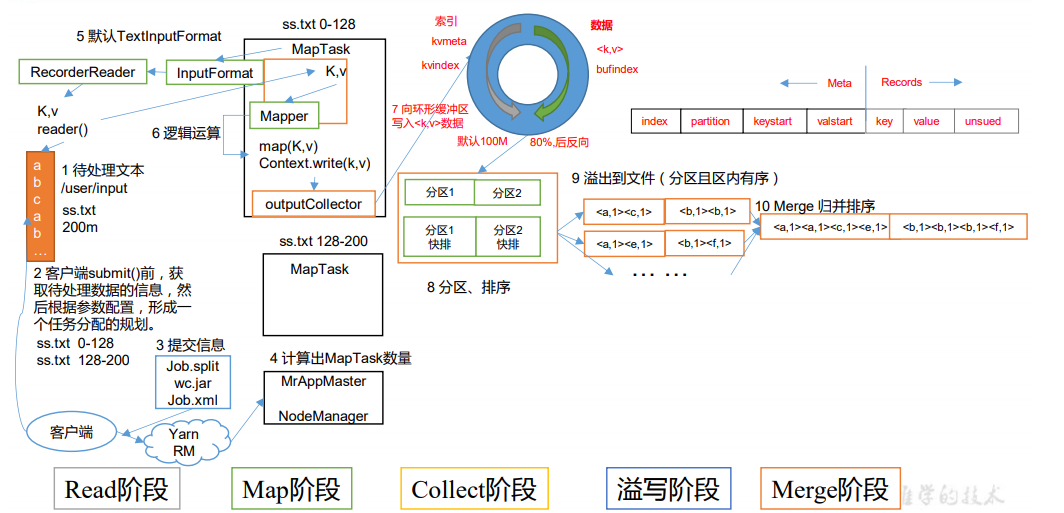 ss.txt 0-128
5 默认TextInputFormat
MapTask
RecorderReader
InputFormat
K,v
K,v
reader()
Mapper
6 逻辑运算
map(K,v)
Context.write(k,v)
outputCollector
a
b
c
a
b
…
1 待处理文本
/user/input
ss.txt
200m
2 客户端submit()前，获
取待处理数据的信息，然
后根据参数配置，形成一
个任务分配的规划。
ss.txt 0-128
ss.txt 128-200
3 提交信息
Job.split
wc.jar
Job.xml
客户端
Yarn
RM
ss.txt 128-200
MapTask
4 计算出MapTask数量
MrAppMaster
NodeManager
索引
kvmeta
kvindex
数据
<k,v>
bufindex
7 向环形缓冲区
写入<k,v>数据
默认100M
80%,后反向
Meta
Records
index
partition
keystart
valstart
key
value
unsued
分区1
分区2
分区1
快排
分区2
快排
8 分区、排序
9 溢出到文件（分区且区内有序）
<a,1><c,1>
<b,1><b,1>
<a,1><e,1>
<b,1><f,1>
… …
10 Merge 归并排序
<a,1><a,1><c,1><e,1>
<b,1><b,1><b,1><f,1>
Read阶段
Map阶段
Collect阶段
溢写阶段
Merge阶段
学的技术